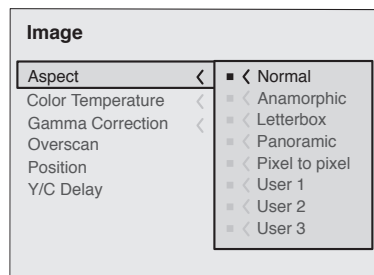 Image
Aspect
Color Temperature
Gamma Correction
Overscan
Position
Y/C Delay
Normal
Anamorphic
Letterbox
Panoramic
Pixel to pixel
User 1
User 2
User 3